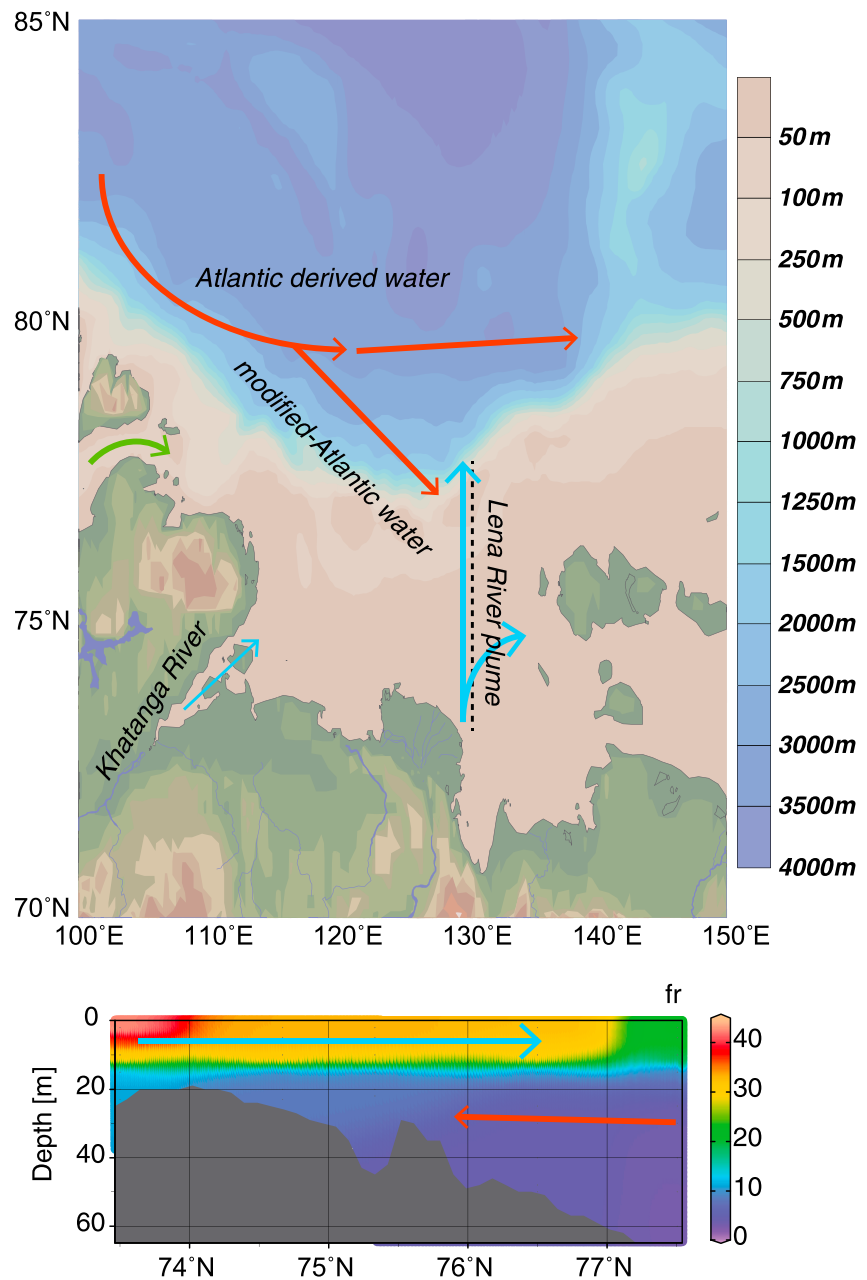 85˚N
80˚N
75˚N
70˚N
100˚E
110˚E
120˚E
130˚E
140˚E
150˚E
Atlantic derived water
modified-Atlantic water
Lena River plume
Khatanga River
50 m
100 m
250 m
500 m
750 m
1000 m
1250 m
1500 m
2000 m
2500 m
3000 m
3500 m
4000 m
fr
0
20
40
60
Depth [m]
74˚N
75˚N
76˚N
77˚N
40
30
20
10
0